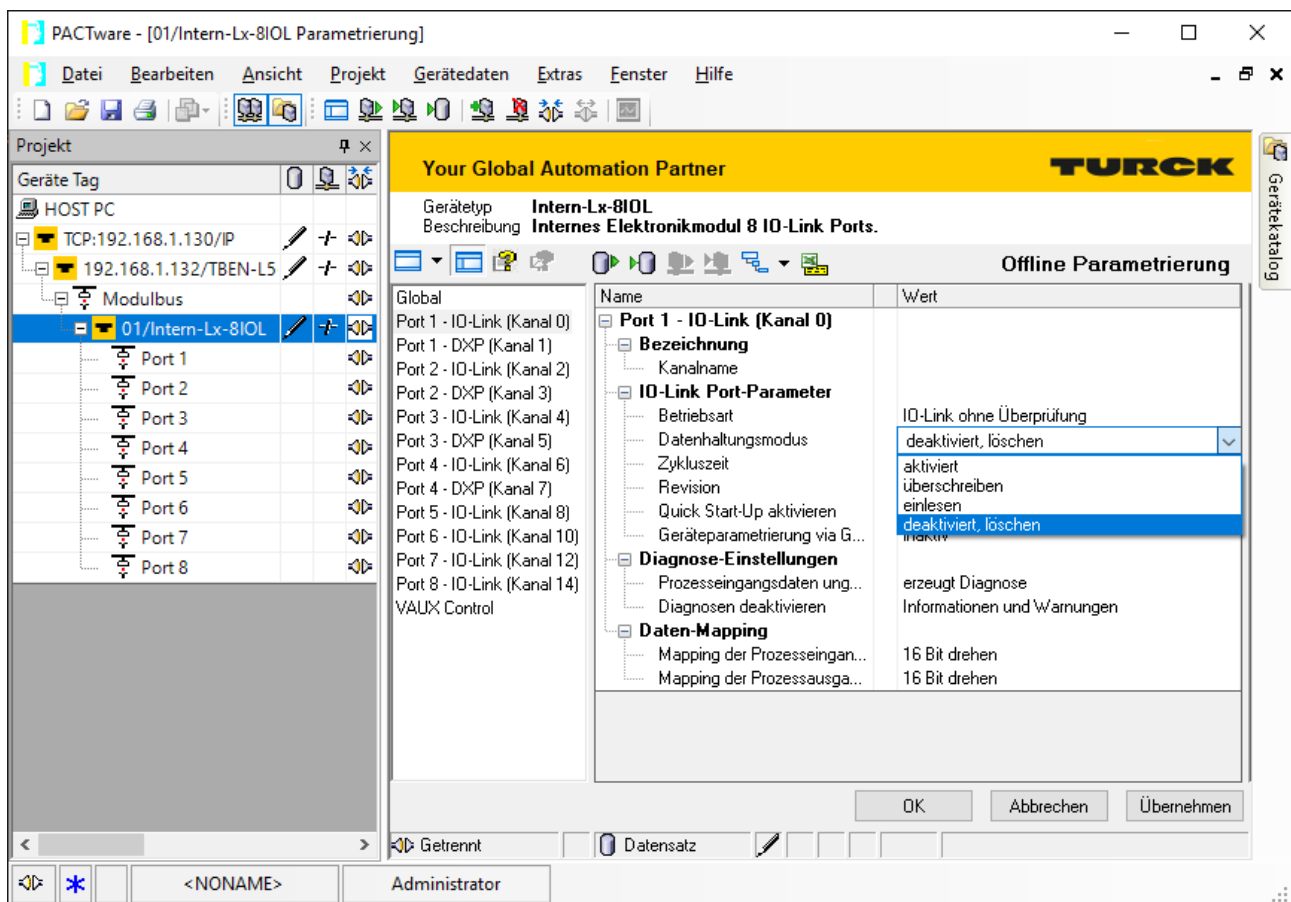 PACTware - [01/Intern-Lx-8IOL Parametrierung]
Datei Bearbeiten Ansicht Projekt Gerätedaten Extras Fenster Hilfe
Projekt
Geräte Tag
HOST PC
TCP:192.168.1.130/IP
192.168.1.132/TBEN-L5
Modulbus
01/Intern-Lx-8IOL
Port 1
Port 2
Port 3
Port 4
Port 5
Port 6
Port 7
Port 8
Your Global Automation Partner
TURCK
Gerätetyp Intern-Lx-8IOL
Beschreibung Internes Elektronikmodul 8 IO-Link Ports.
Offline Parametrierung
Global
Port 1 - IO-Link (Kanal 0)
Port 1 - DXP (Kanal 1)
Port 2 - IO-Link (Kanal 2)
Port 2 - DXP (Kanal 3)
Port 3 - IO-Link (Kanal 4)
Port 3 - DXP (Kanal 5)
Port 4 - IO-Link (Kanal 6)
Port 4 - DXP (Kanal 7)
Port 5 - IO-Link (Kanal 8)
Port 6 - IO-Link (Kanal 10)
Port 7 - IO-Link (Kanal 12)
Port 8 - IO-Link (Kanal 14)
VAUX Control
Name Wert
Port 1 - IO-Link (Kanal 0)
Bezeichnung
Kanalname
IO-Link Port-Parameter
Betriebsart IO-Link ohne Überprüfung
Datenhaltungsmodus deaktiviert, löschen
Zykluszeit aktiviert
Revision überschreiben
Quick Start-Up aktivieren einlesen
deaktiviert, löschen
Geräteparametrierung via G... inaktiv
Diagnose-Einstellungen
Prozesseingangsdaten ung... erzeugt Diagnose
Diagnosen deaktivieren Informationen und Warnungen
Daten-Mapping
Mapping der Prozesseingan... 16 Bit drehen
Mapping der Prozessausga... 16 Bit drehen
OK Abbrechen Übernehmen
Getrennt Datensatz
Gerätekatalog
<NONAME> Administrator